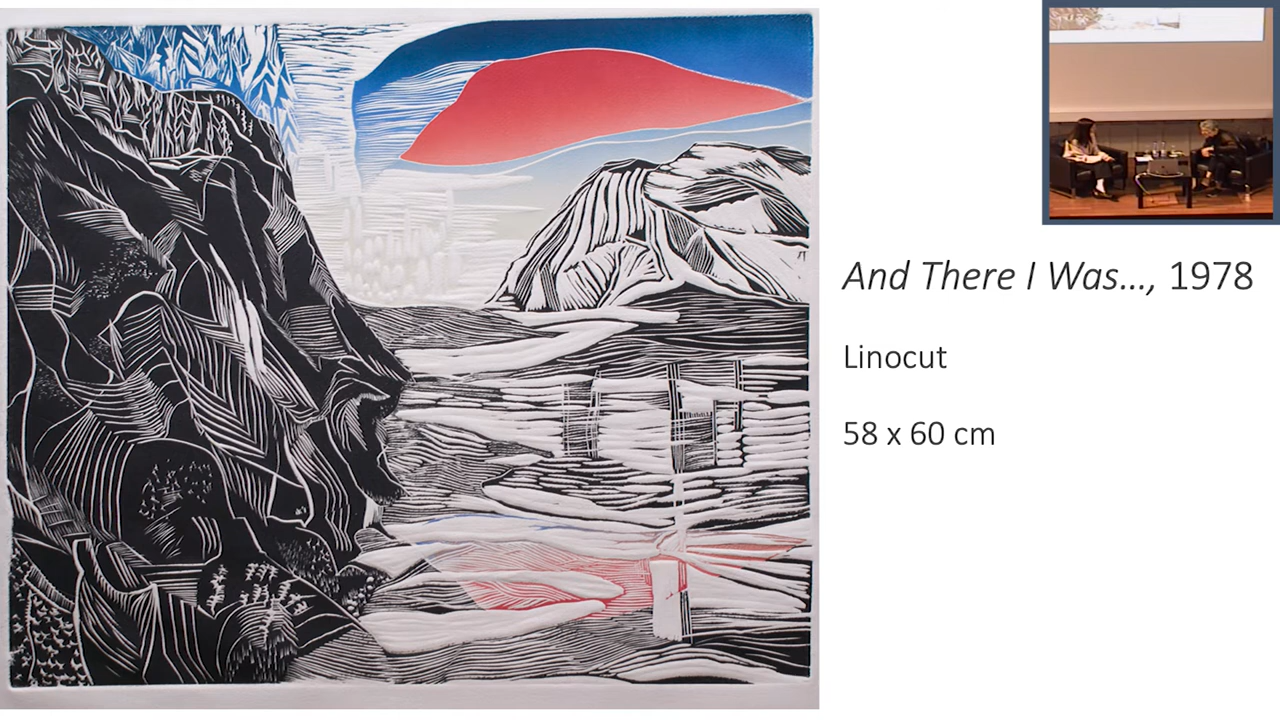 And There I Was..., 1978
Linocut
58 x 60 cm